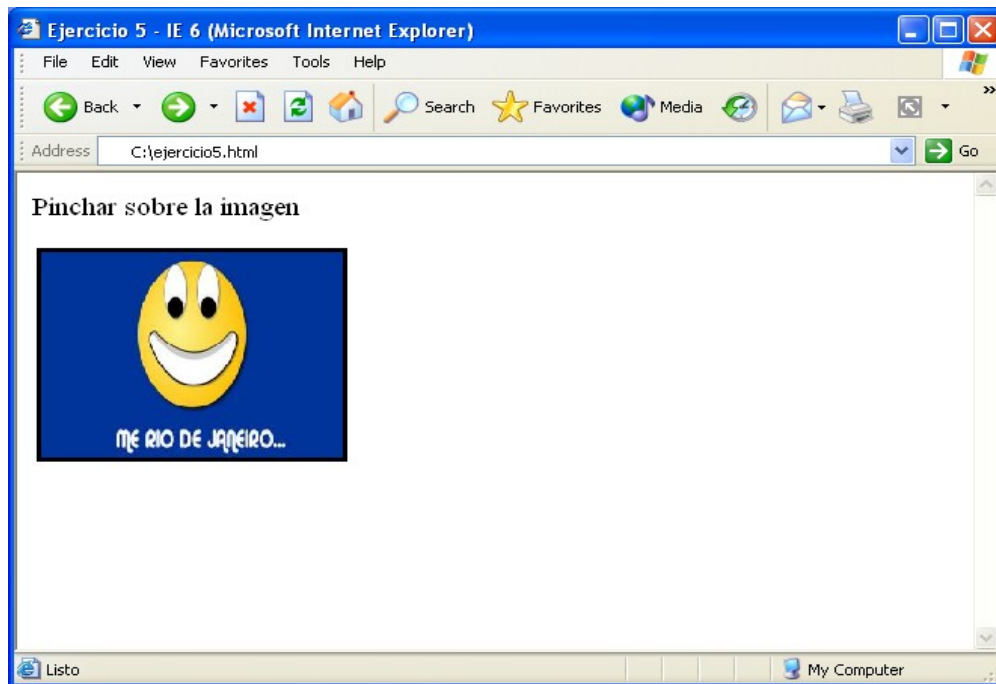 Ejercicio 5 - IE 6 (Microsoft Internet Explorer)
File Edit View Favorites Tools Help
Back Search Favorites Media »
Address C:\ejercicio5.html Go
Pinchar sobre la imagen
ME RIO DE JANEIRO...
Listo My Computer